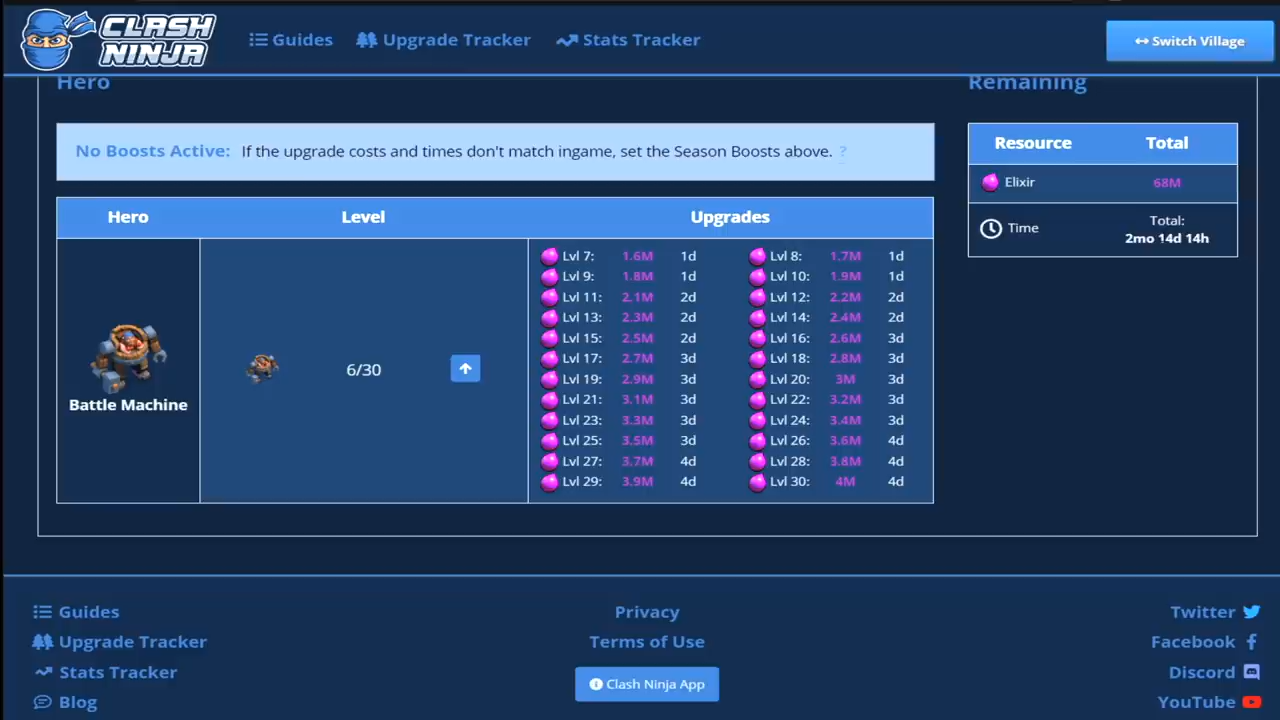 CLASH
NINJA
Guides
Upgrade Tracker
Stats Tracker
Switch Village
Hero
Remaining
No Boosts Active: If the upgrade costs and times don't match ingame, set the Season Boosts above. ?
Hero Level Upgrades
Battle Machine
6/30
Lvl 7: 1.6M 1d Lvl 8: 1.7M 1d
Lvl 9: 1.8M 1d Lvl 10: 1.9M 1d
Lvl 11: 2.1M 2d Lvl 12: 2.2M 2d
Lvl 13: 2.3M 2d Lvl 14: 2.4M 2d
Lvl 15: 2.5M 2d Lvl 16: 2.6M 3d
Lvl 17: 2.7M 3d Lvl 18: 2.8M 3d
Lvl 19: 2.9M 3d Lvl 20: 3M 3d
Lvl 21: 3.1M 3d Lvl 22: 3.2M 3d
Lvl 23: 3.3M 3d Lvl 24: 3.4M 3d
Lvl 25: 3.5M 3d Lvl 26: 3.6M 4d
Lvl 27: 3.7M 4d Lvl 28: 3.8M 4d
Lvl 29: 3.9M 4d Lvl 30: 4M 4d
Resource Total
Elixir 68M
Time Total:
2mo 14d 14h
Guides
Upgrade Tracker
Stats Tracker
Blog
Privacy
Terms of Use
Clash Ninja App
Twitter
Facebook
Discord
YouTube